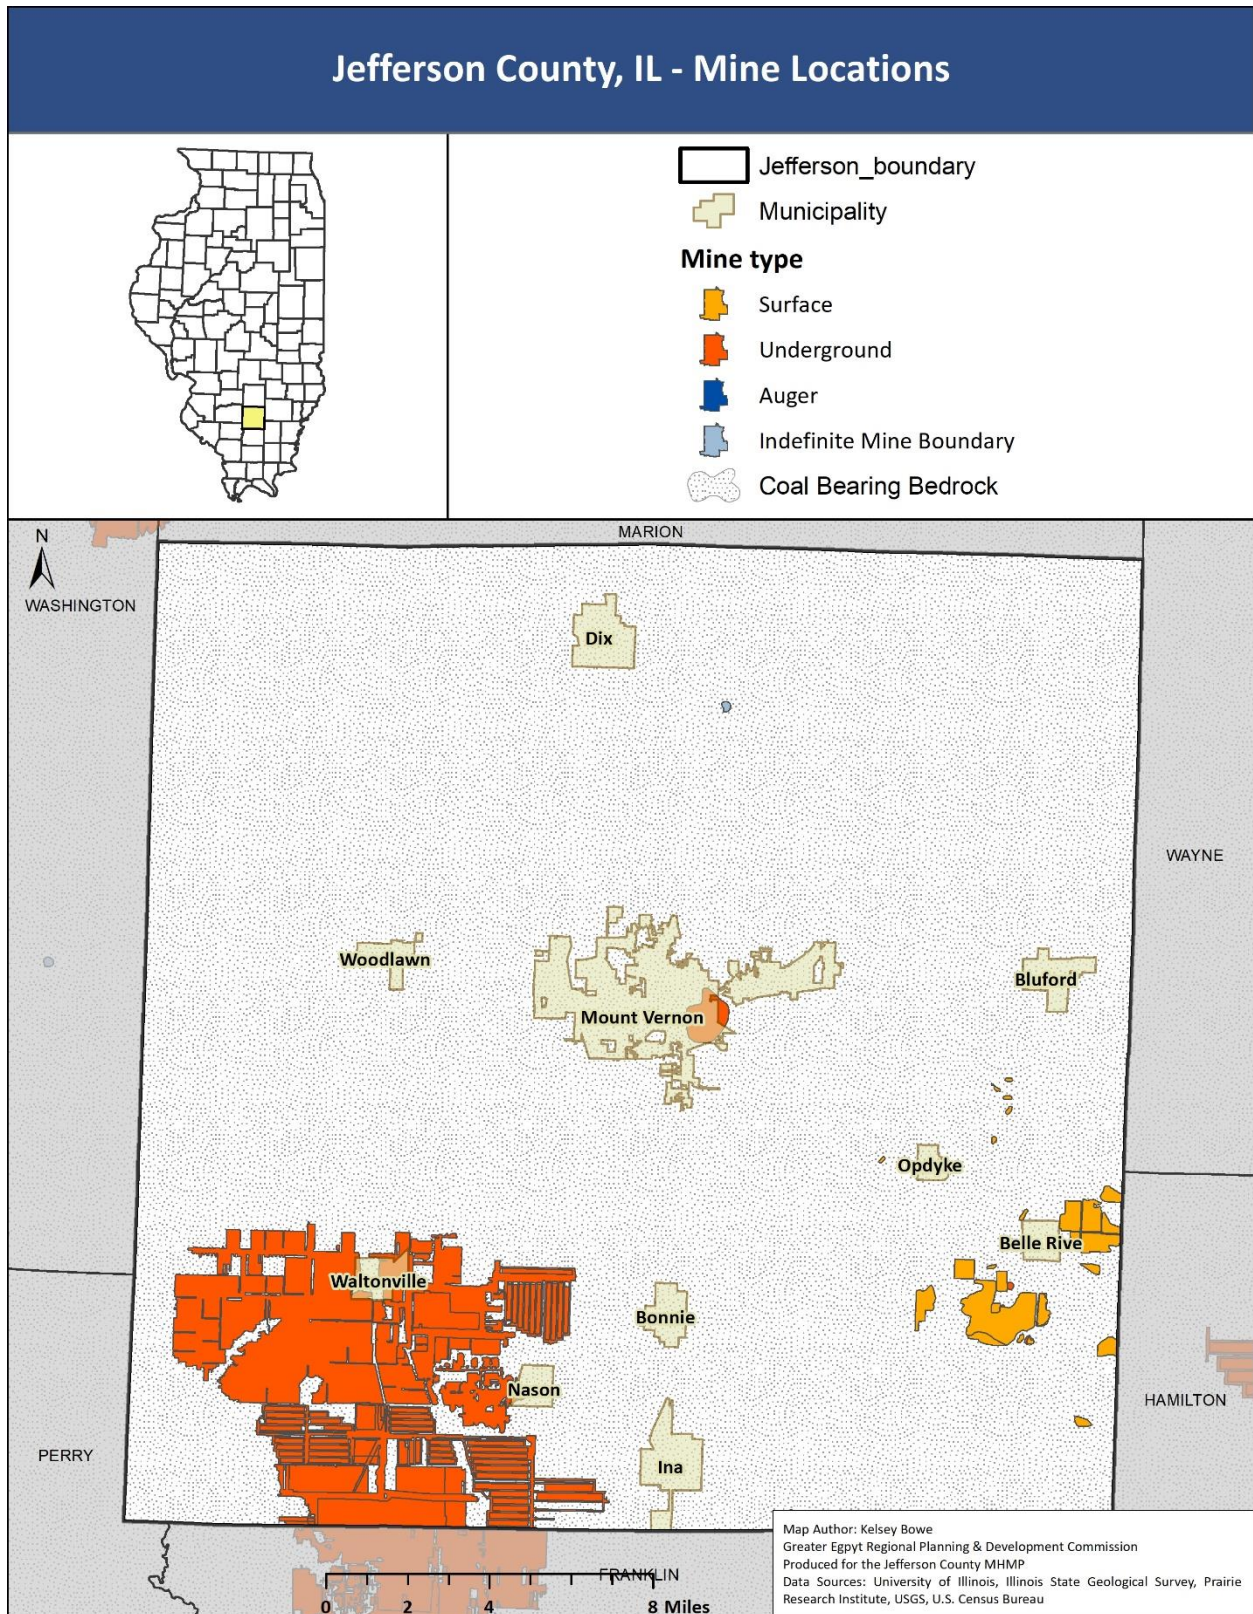 Jefferson County, IL - Mine Locations
Jefferson_boundary
Municipality
Mine type
Surface
Underground
Auger
Indefinite Mine Boundary
Coal Bearing Bedrock
N
MARION
WASHINGTON
Dix
WAYNE
Woodlawn
Bluford
Mount Vernon
Opdyke
Belle Rive
Waltonville
Bonnie
Nason
HAMILTON
PERRY
Ina
FRANKLIN
0 2 4 8 Miles
Map Author: Kelsey Bowe
Greater Egpyt Regional Planning & Development Commission
Produced for the Jefferson County MHMP
Data Sources: University of Illinois, Illinois State Geological Survey, Prairie
Research Institute, USGS, U.S. Census Bureau